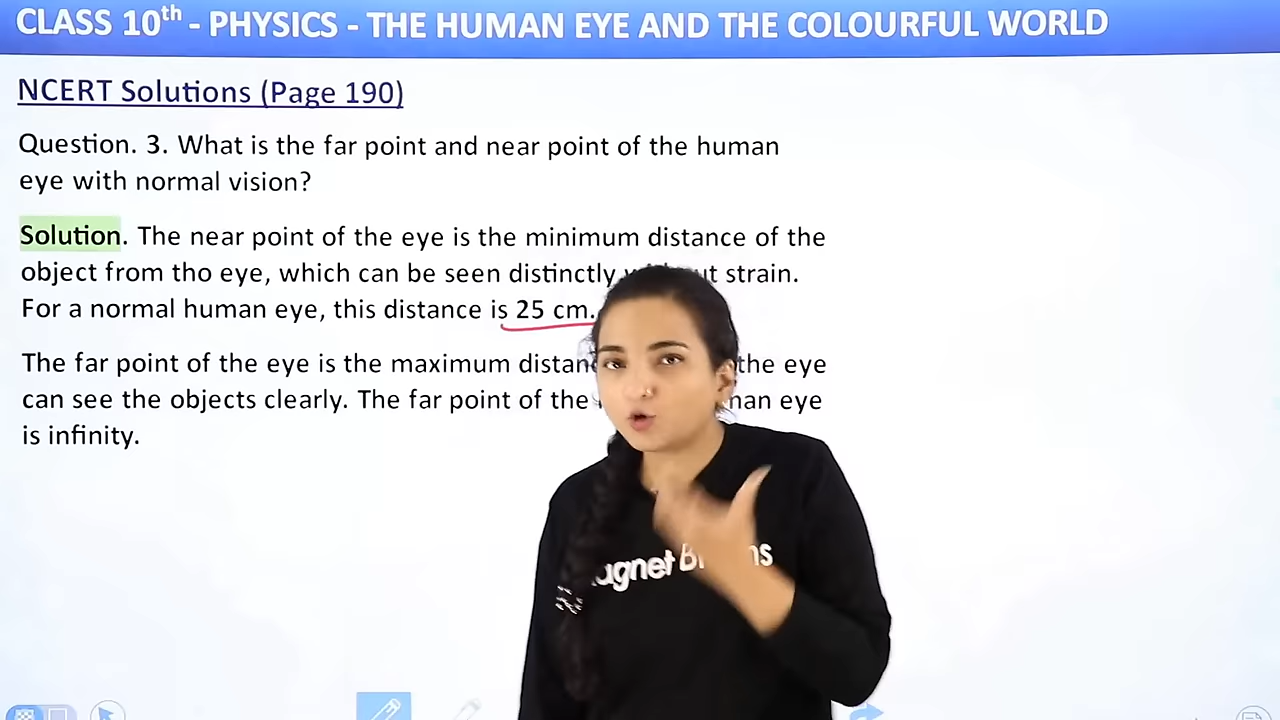 CLASS 10th - PHYSICS - THE HUMAN EYE AND THE COLOURFUL WORLD
NCERT Solutions (Page 190)
Question. 3. What is the far point and near point of the human
eye with normal vision?
Solution. The near point of the eye is the minimum distance of the
object from tho eye, which can be seen distinctly strain.
For a normal human eye, this distance is 25 cm.
The far point of the eye is the maximum the eye
can see the objects clearly. The far point of the eye
is infinity.